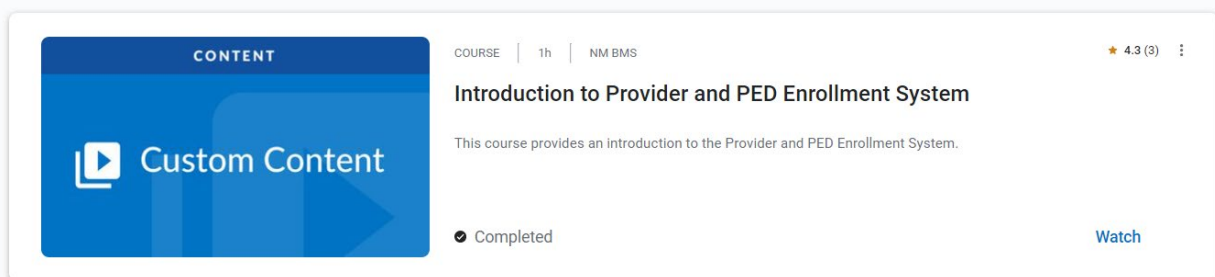 CONTENT
Custom Content
COURSE | 1h | NM BMS
4.3 (3)
Introduction to Provider and PED Enrollment System
This course provides an introduction to the Provider and PED Enrollment System.
Completed
Watch